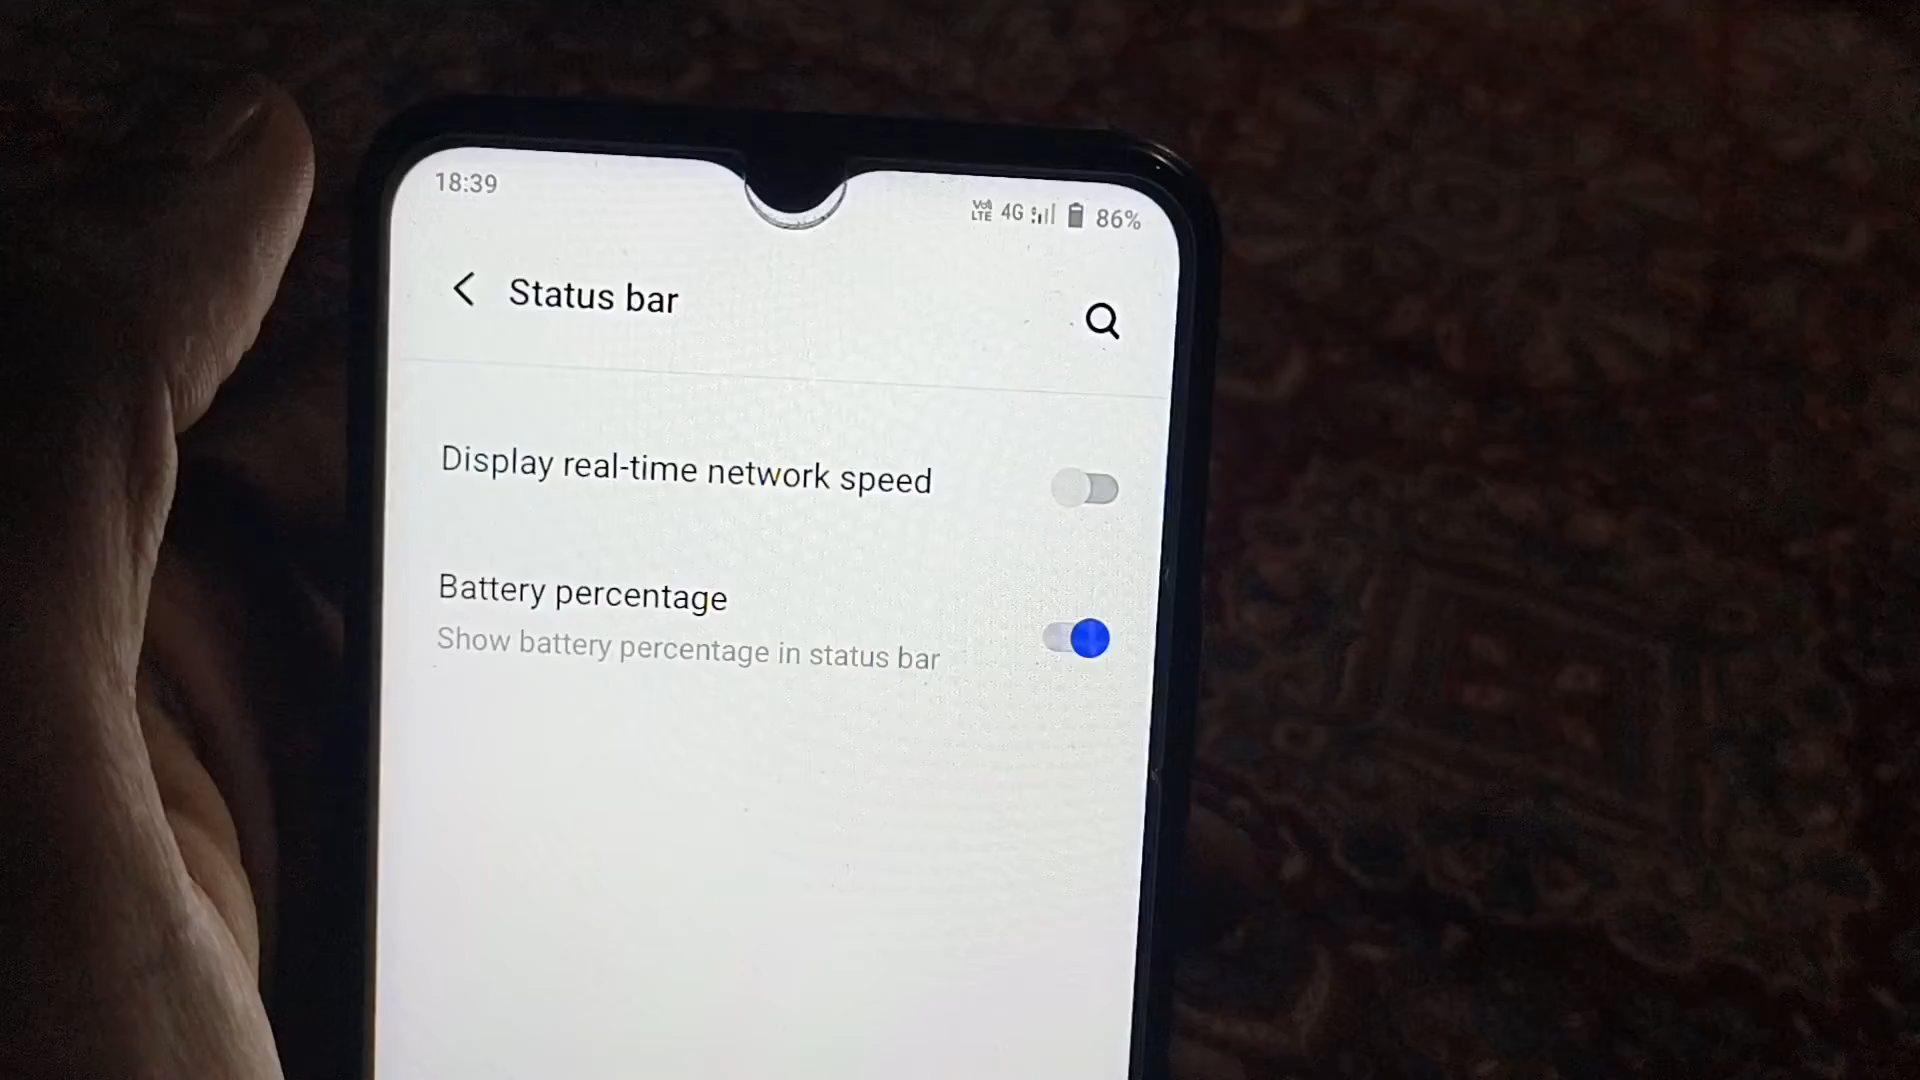 18:39
Vo) LTE 4G 86%
Status bar
Display real-time network speed
Battery percentage
Show battery percentage in status bar